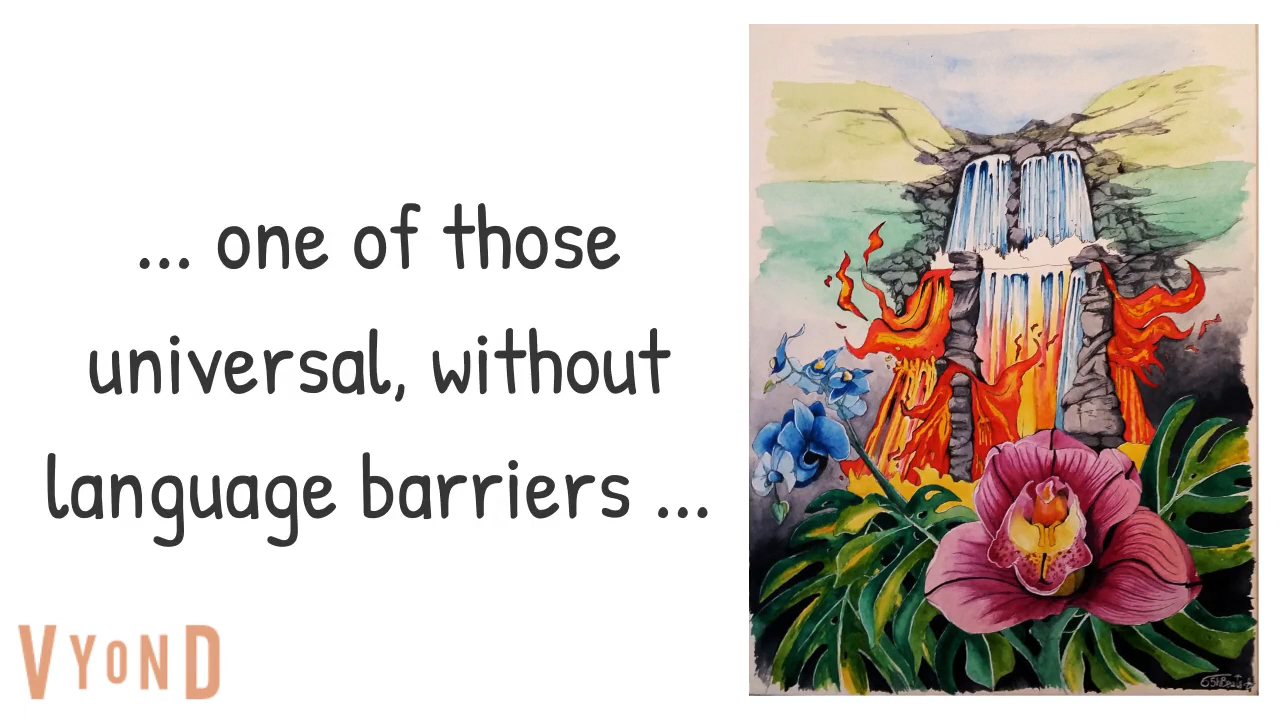 ... one of those
universal, without
language barriers ...
VYOND